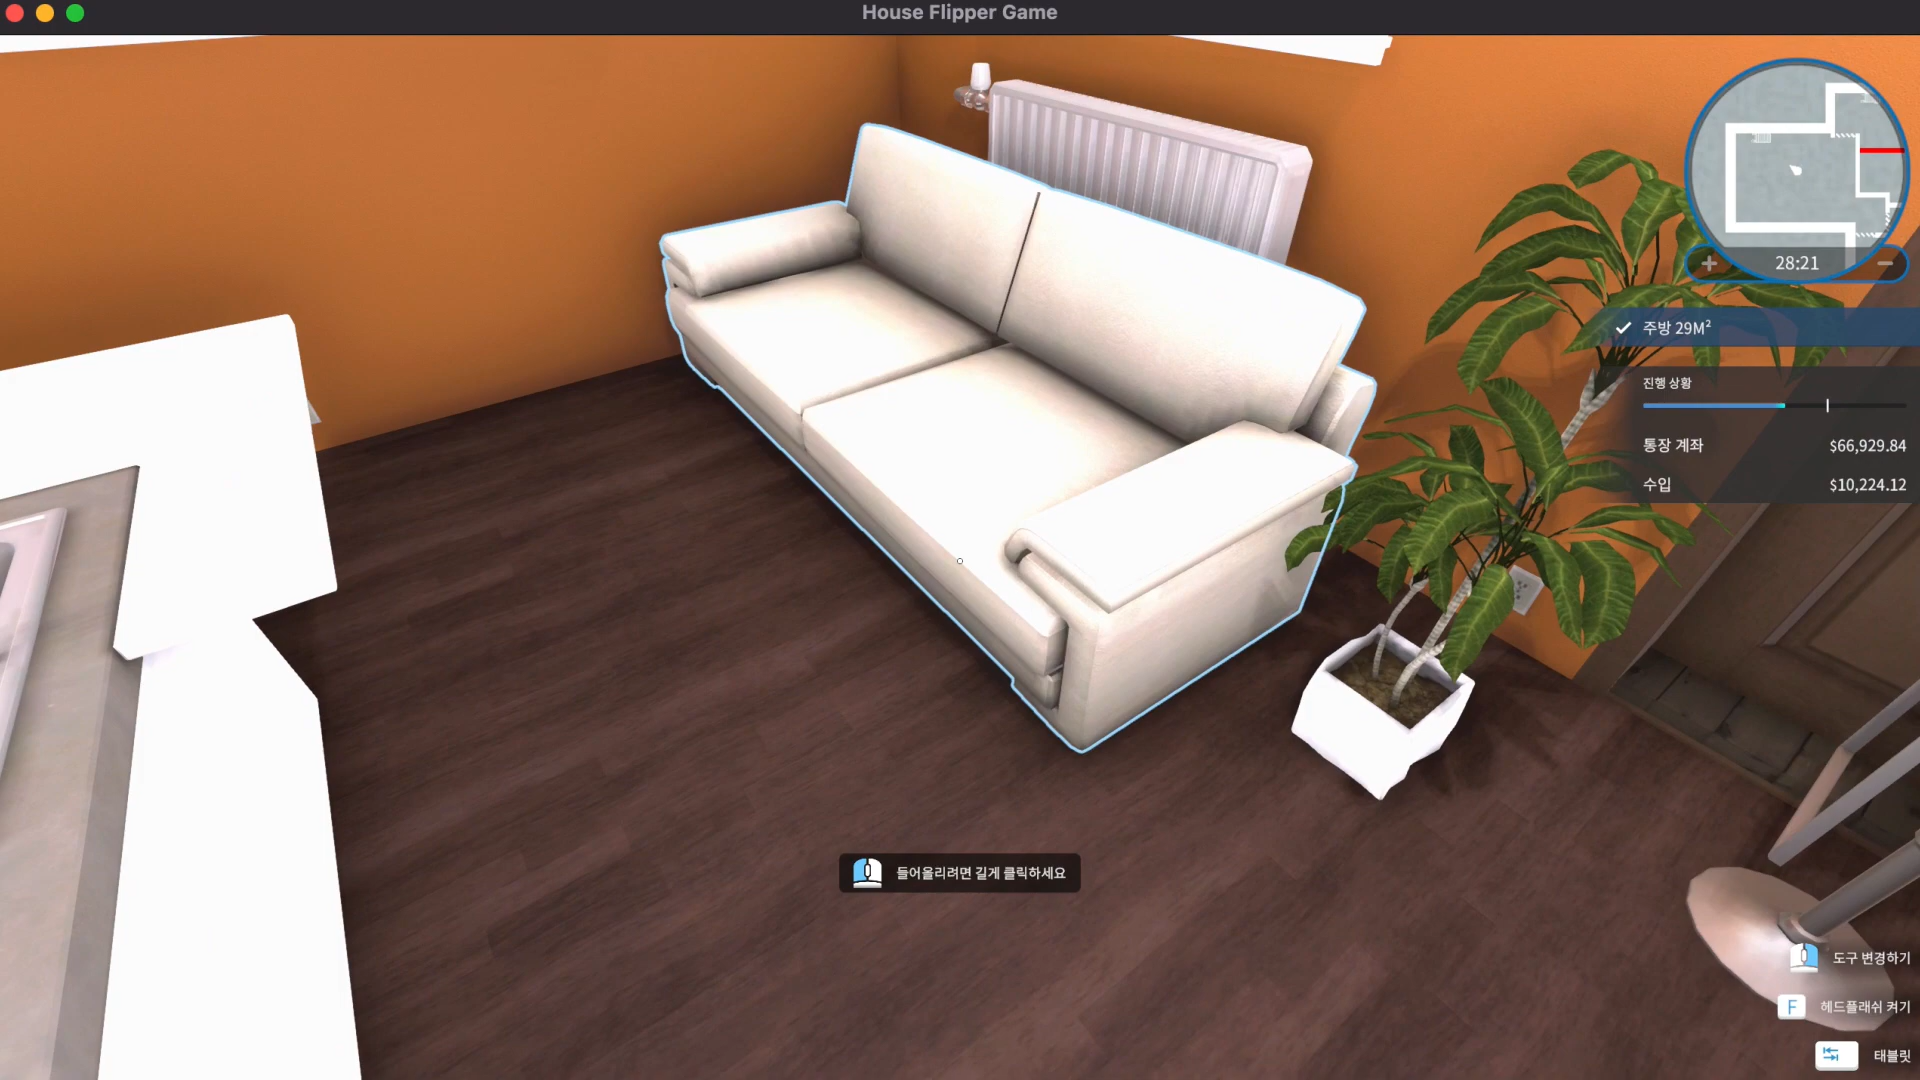 House Flipper Game
28:21
주방 29M²
진행 상황
통장 계좌 $66,929.84
수입 $10,224.12
들어올리려면 길게 클릭하세요
도구 변경하기
F 헤드플래쉬 켜기
태블릿